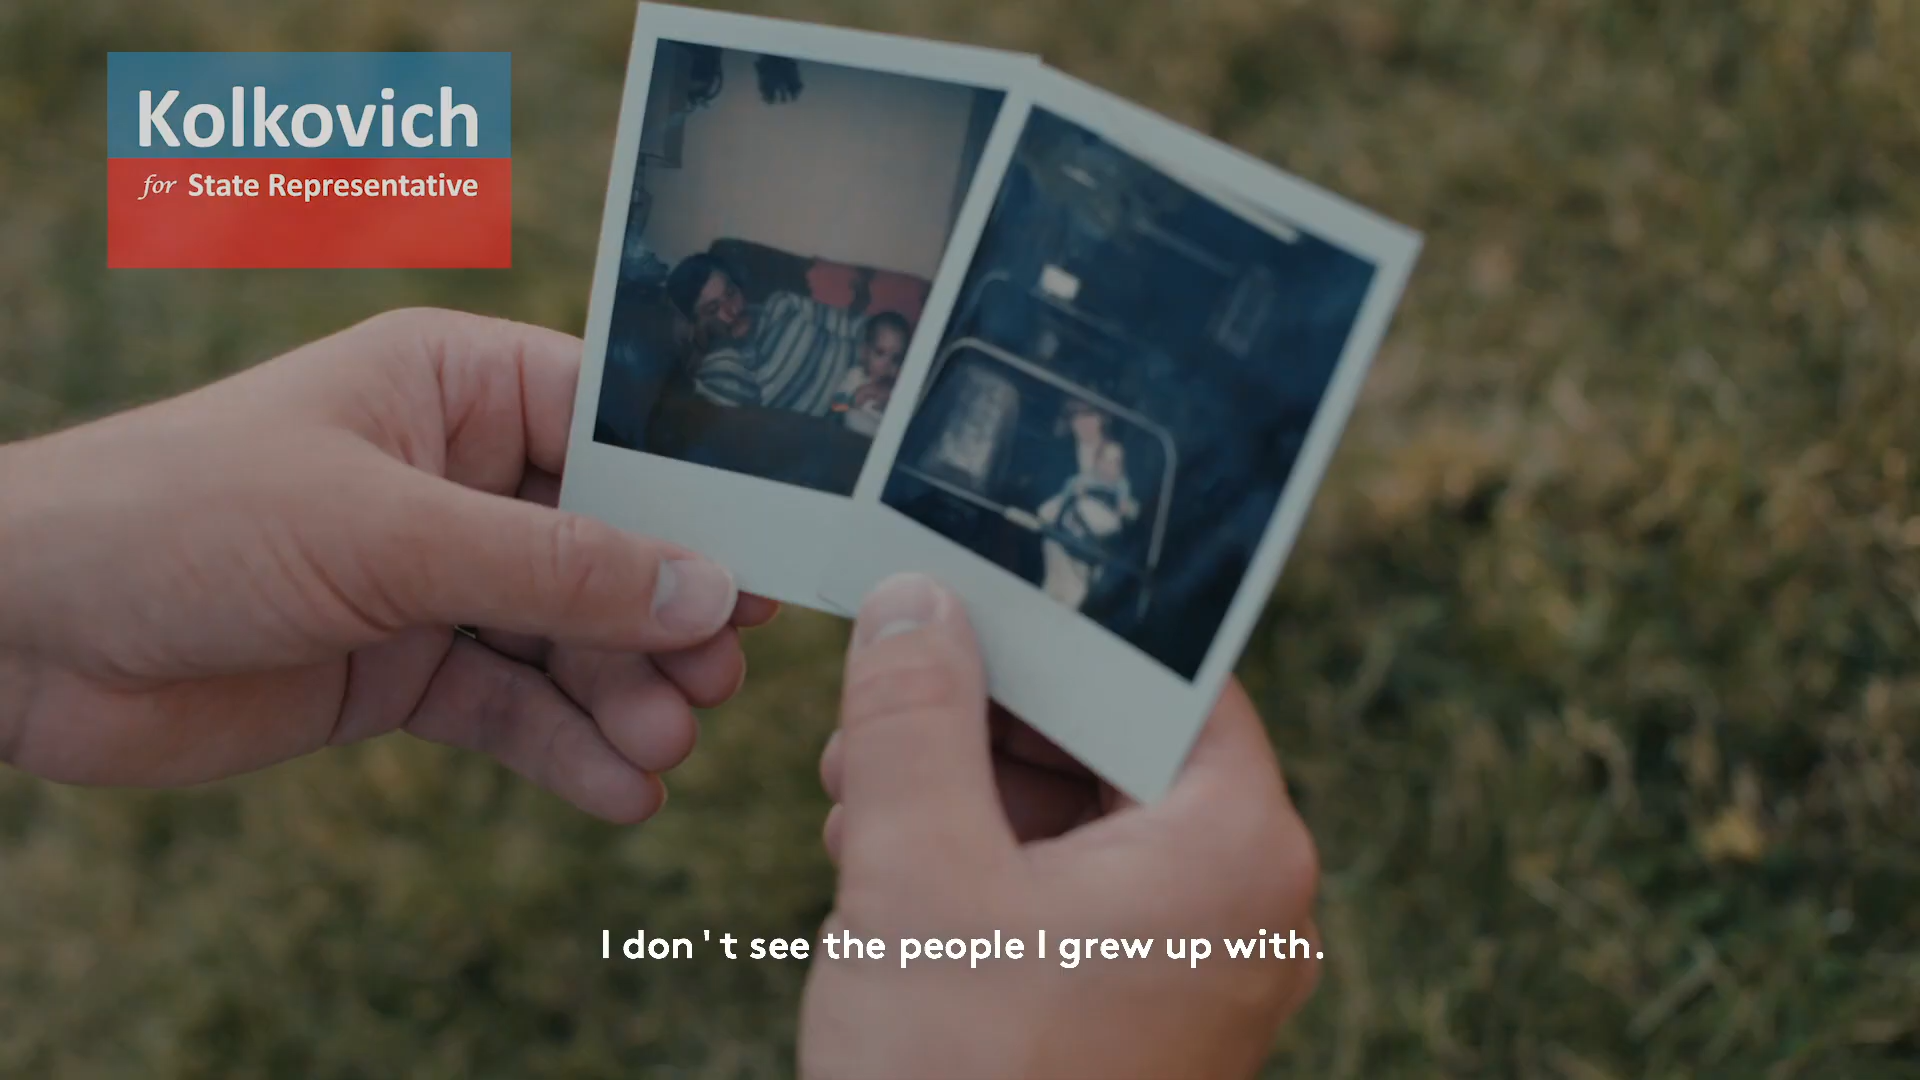 Kolkovich
for State Representative
I don't see the people I grew up with.